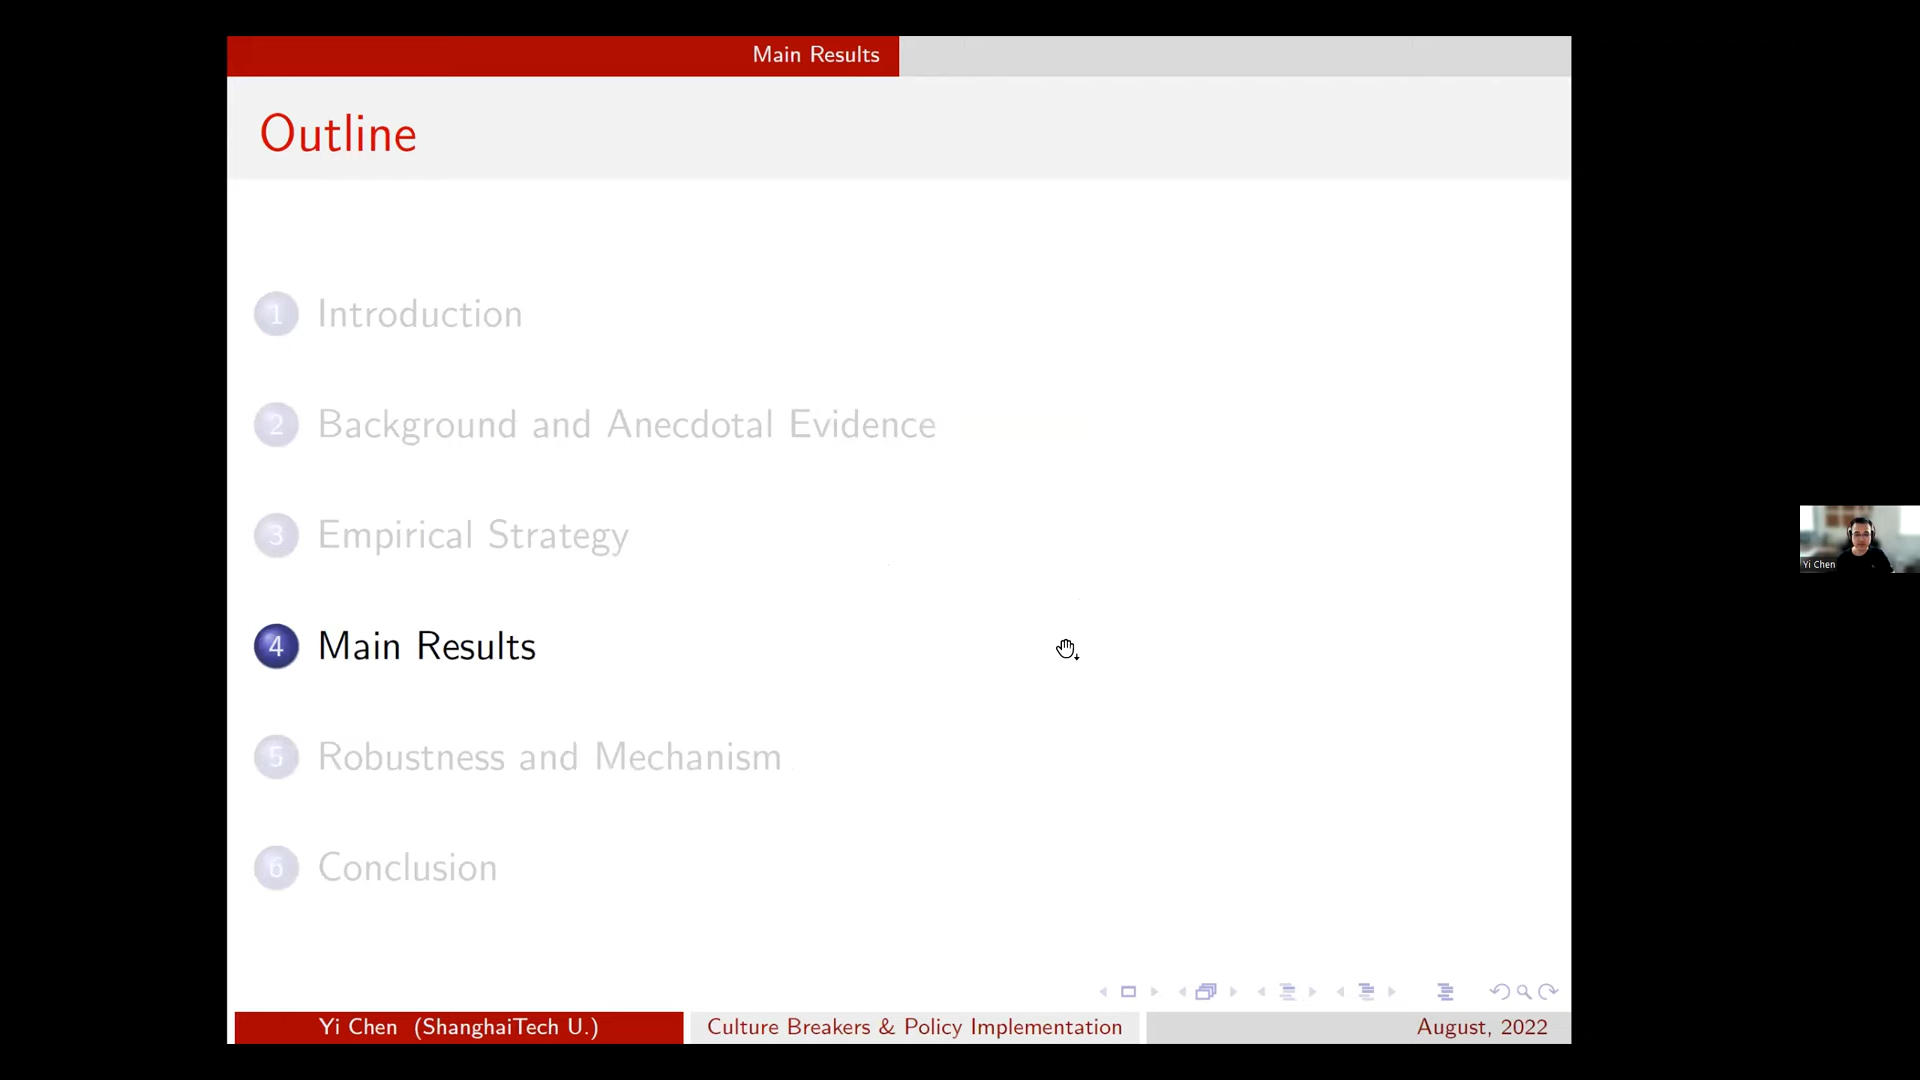 Main Results
Outline
1 Introduction
2 Background and Anecdotal Evidence
3 Empirical Strategy
4 Main Results
5 Robustness and Mechanism
6 Conclusion
Yi Chen
Yi Chen (ShanghaiTech U.)
Culture Breakers & Policy Implementation
August, 2022